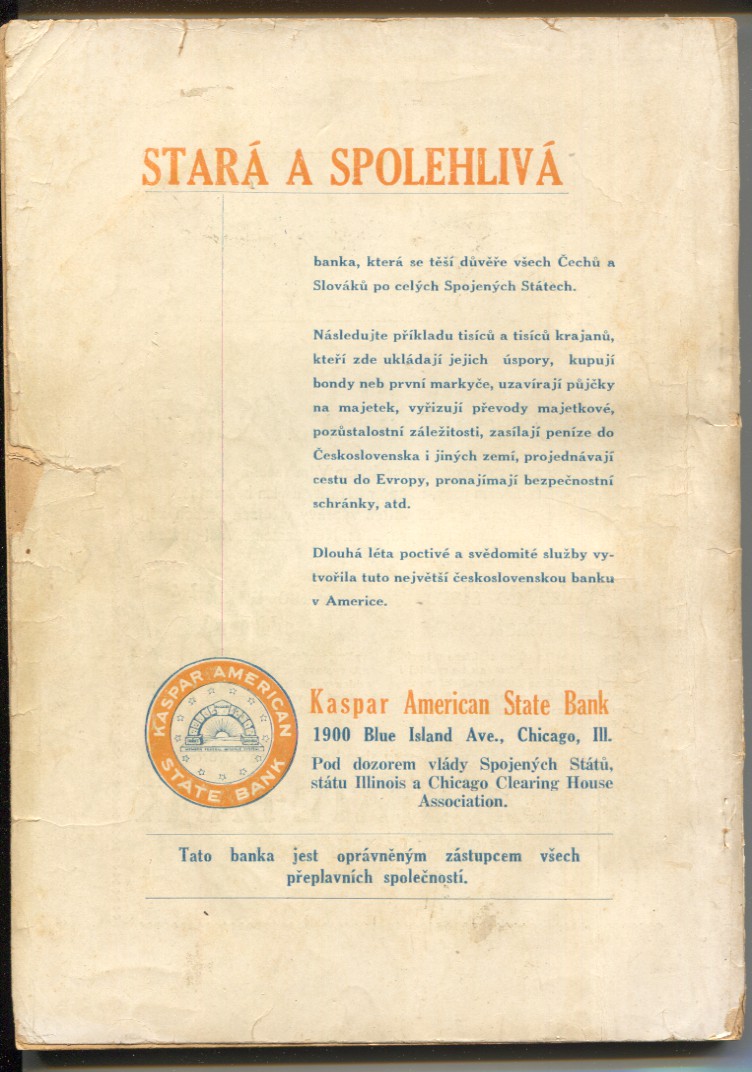 STARÁ A SPOLEHLIVÁ
banka, která se těší důvěře všech Čechů a
Slováků po celých Spojených Státech.
Následujte příkladu tisíců a tisíců krajanů,
kteří zde ukládají jejich úspory, kupují
bondy neb první markyče, uzavírají půjčky
na majetek, vyřizují převody majetkové,
pozůstalostní záležitosti, zasílají peníze do
Československa i jiných zemí, projednávají
cestu do Evropy, pronajímají bezpečnostní
schránky, atd.
Dlouhá léta poctivé a svědomité služby vy-
tvořila tuto největší československou banku
v Americe.
KASPAR AMERICAN
STATE BANK
Kaspar American State Bank
1900 Blue Island Ave., Chicago, Ill.
Pod dozorem vlády Spojených Států,
státu Illinois a Chicago Clearing House
Association.
Tato banka jest oprávněným zástupcem všech
přeplavních společností.